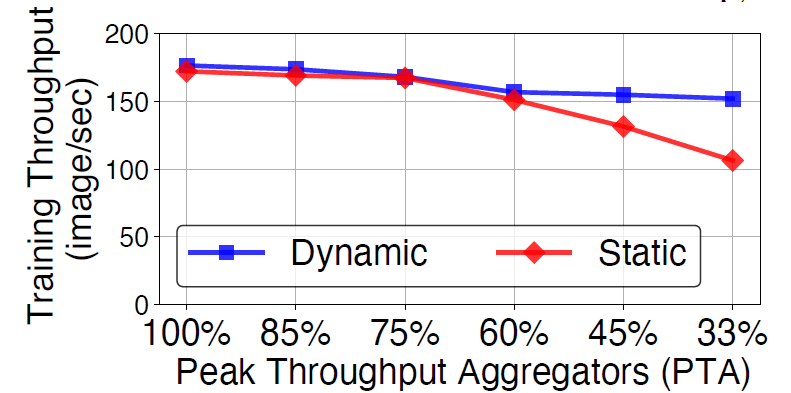 Training Throughput
(image/sec)
200
150
100
50
0
Dynamic Static
100% 85% 75% 60% 45% 33%
Peak Throughput Aggregators (PTA)